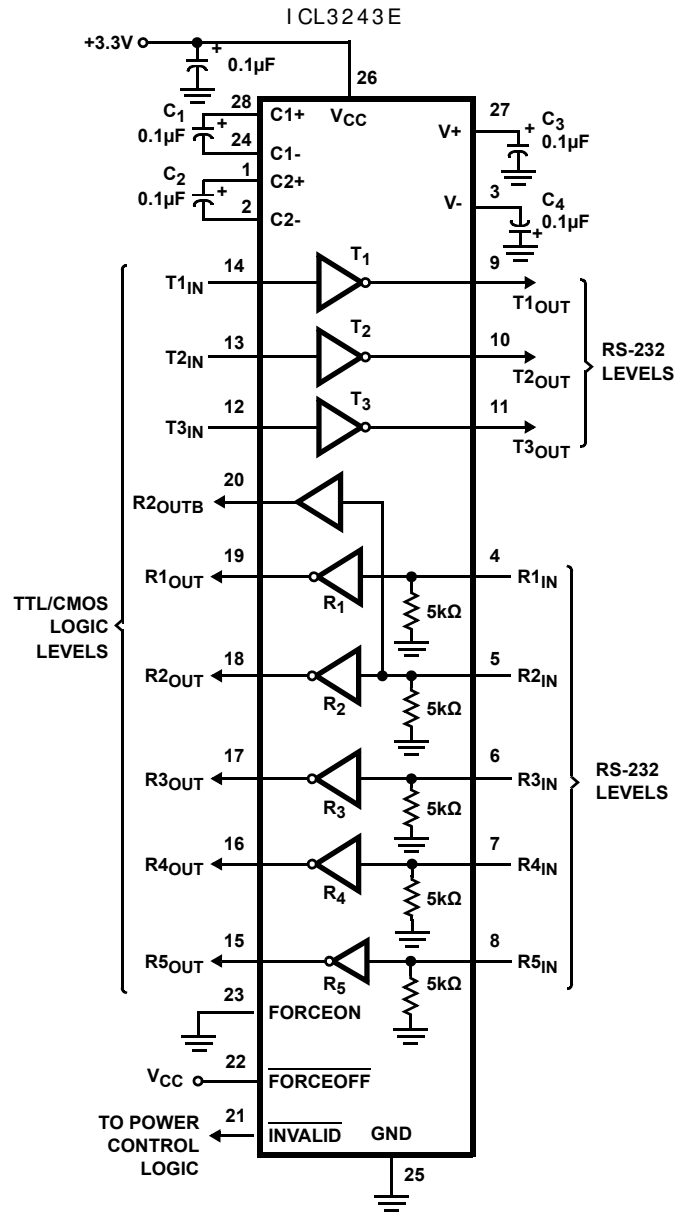 ICL3243E
+3.3V
+
0.1µF
26
28
C1+
VCC
27
C1
0.1µF
+
24
C1-
V+
+
C3
0.1µF
1
C2
C2+
0.1µF
+
2
C2-
3
V-
C4
0.1µF
+
14
T1
9
T1IN
T1OUT
13
T2
10
T2IN
T2OUT
RS-232
LEVELS
12
T3
11
T3IN
T3OUT
20
R2OUTB
19
4
R1OUT
R1IN
R1
5kΩ
TTL/CMOS
LOGIC
LEVELS
18
5
R2OUT
R2IN
R2
5kΩ
17
6
R3OUT
R3IN
R3
5kΩ
RS-232
LEVELS
16
7
R4OUT
R4IN
R4
5kΩ
15
8
R5OUT
R5IN
R5
5kΩ
23
FORCEON
22
VCC
FORCEOFF
21
TO POWER
CONTROL
LOGIC
INVALID
GND
25